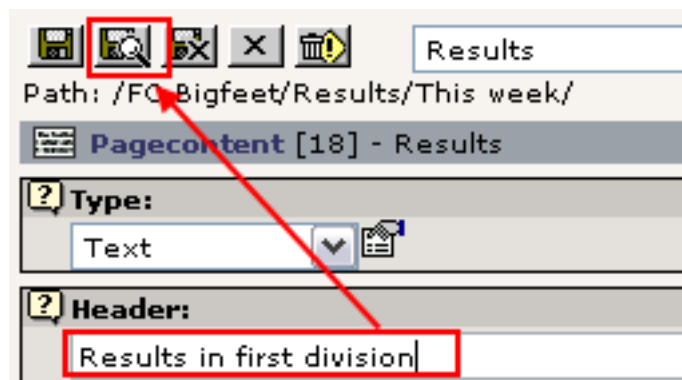 Results
Path: /FC Bigfeet/Results/This week/
Pagecontent [18] - Results
Type:
Text
Header:
Results in first division